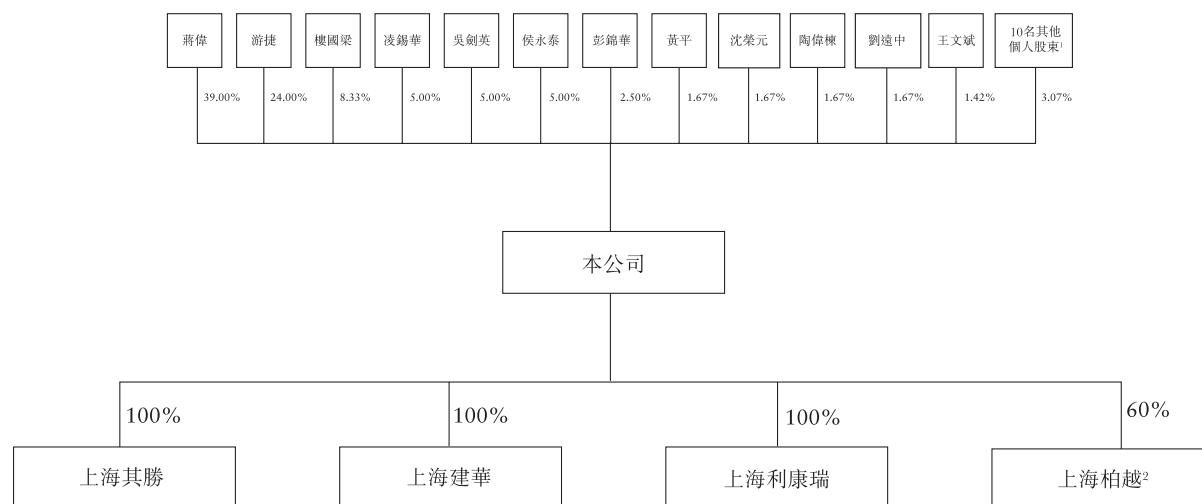 蔣偉
游捷
樓國梁
凌錫華
吳劍英
侯永泰
彭錦華
黃平
沈榮元
陶偉棟
劉遠中
王文斌
10名其他
個人股東¹
39.00%
24.00%
8.33%
5.00%
5.00%
5.00%
2.50%
1.67%
1.67%
1.67%
1.67%
1.42%
3.07%
本公司
100%
100%
100%
60%
上海其勝
上海建華
上海利康瑞
上海柏越²